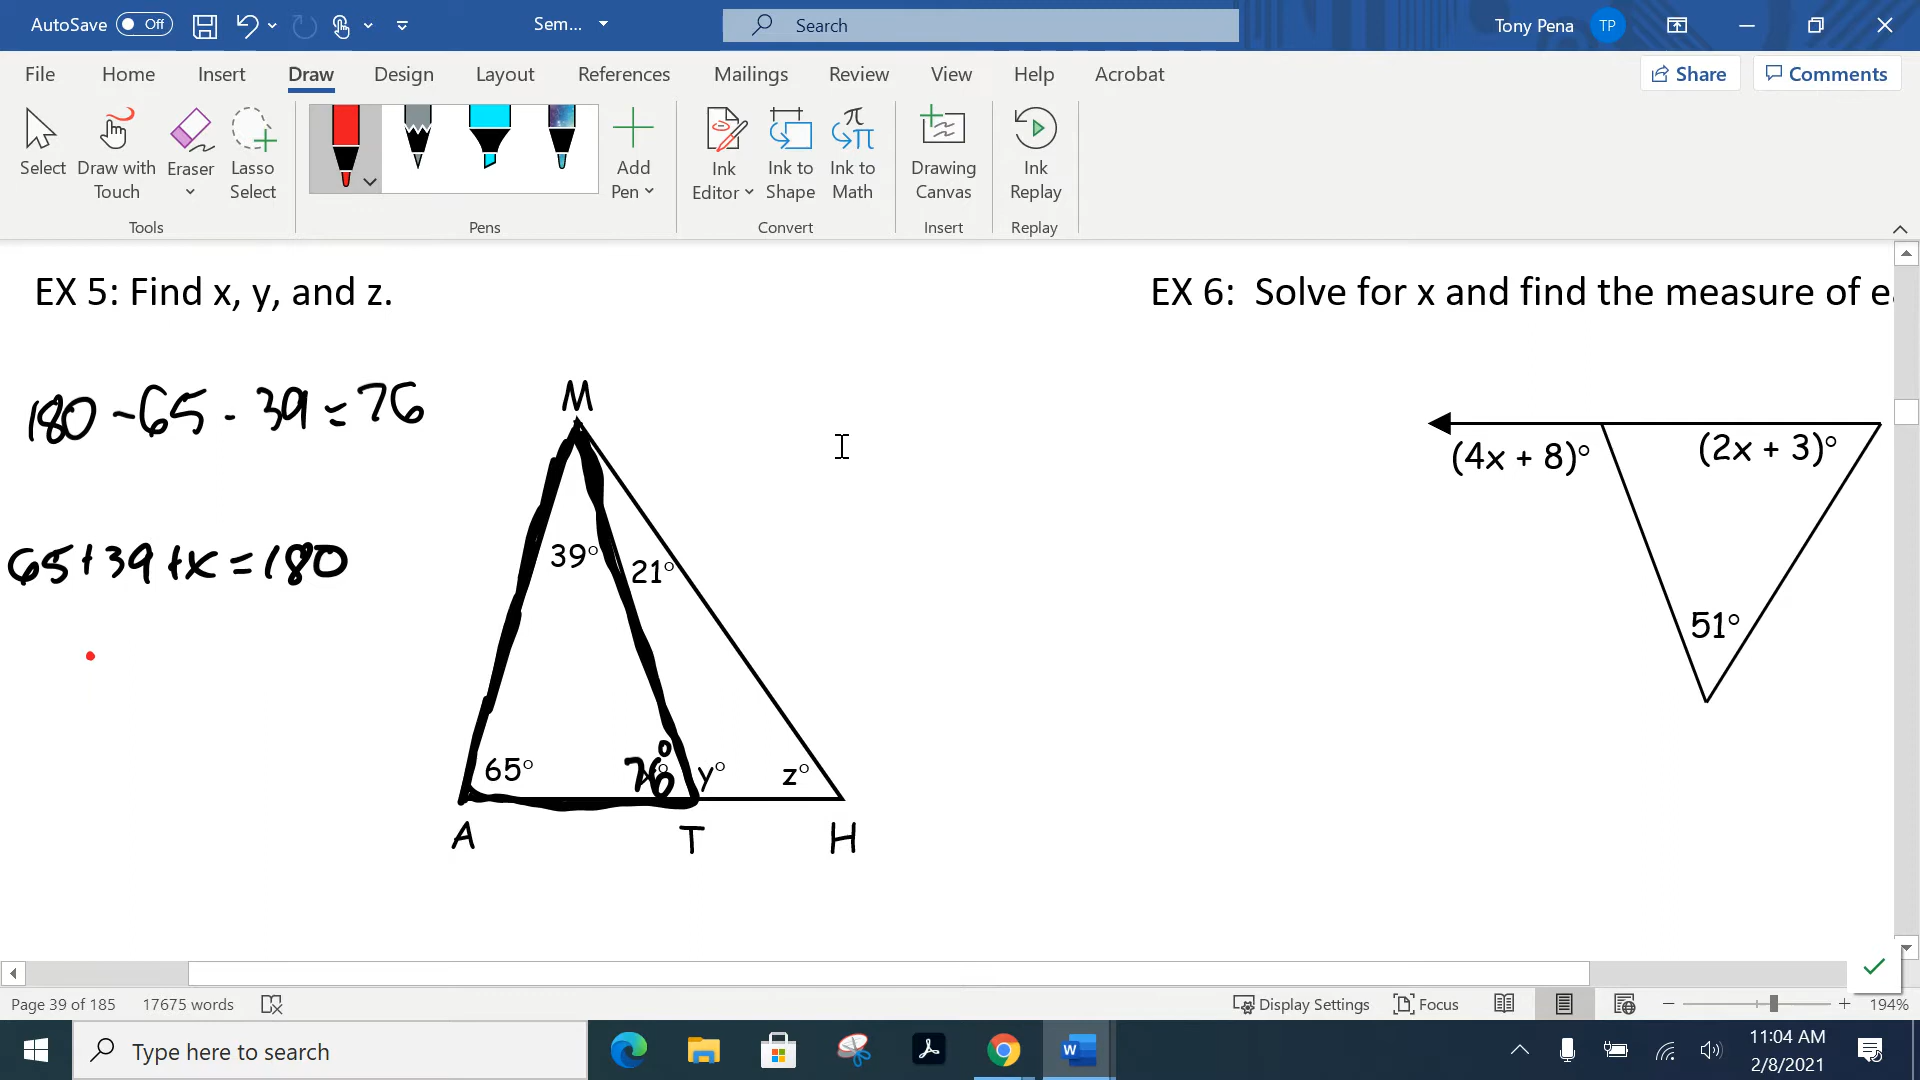 AutoSave Off Sem... Search Tony Pena TP
File Home Insert Draw Design Layout References Mailings Review View Help Acrobat Share Comments
Select Draw with Touch Eraser Lasso Select Add Pen Ink Editor Ink to Shape Ink to Math Drawing Canvas Ink Replay
Tools Pens Convert Insert Replay
EX 5: Find x, y, and z.
180 - 65 - 39 = 76
65 + 39 + x = 180
M
39°
21°
65°
76°
y°
z°
A
T
H
EX 6: Solve for x and find the measure of e
(4x + 8)°
(2x + 3)°
51°
Page 39 of 185 17675 words Display Settings Focus 194%
Type here to search
11:04 AM
2/8/2021